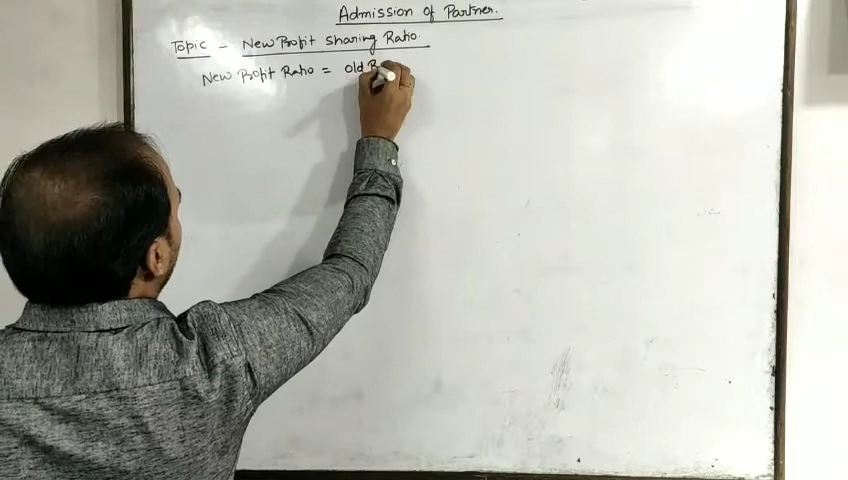 Admission of Partner.
Topic - New Profit Sharing Ratio.
New Profit Ratio = Old